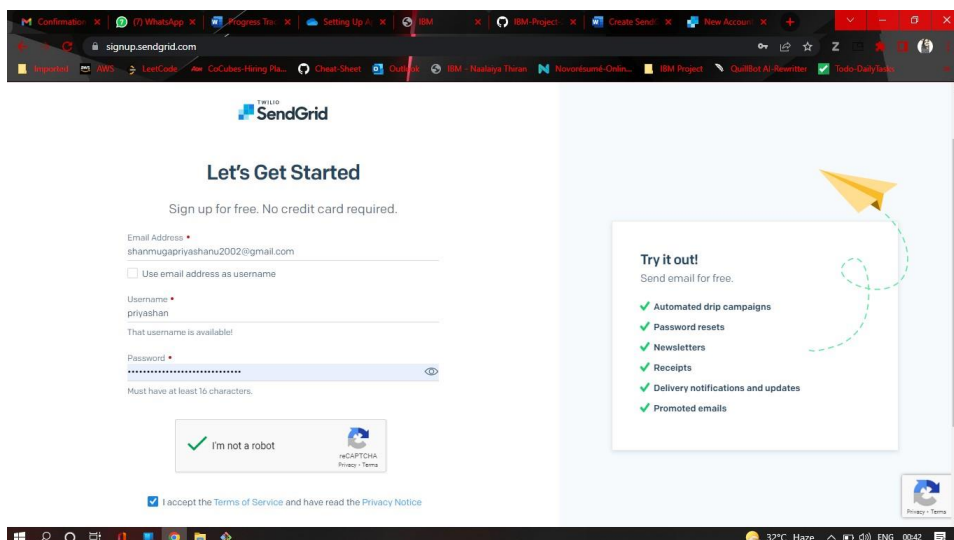 Confirmation
(7) WhatsApp
Progress Tra
Setting Up A
IBM
IBM-Project
Create Send
New Account
signup.sendgrid.com
Imported
AWS
LeetCode
CoCubes-Hiring Pla...
Cheat-Sheet
Outlook
IBM - Naalaiya Thiran
Novorésumé-Onlin...
IBM Project
QuillBot AI-Rewritter
Todo-DailyTasks
TWILIO
SendGrid
Let's Get Started
Sign up for free. No credit card required.
Email Address •
shanmugapriyashanu2002@gmail.com
Use email address as username
Username •
priyashan
That username is available!
Password •
Must have at least 16 characters.
I'm not a robot
reCAPTCHA
Privacy - Terms
I accept the Terms of Service and have read the Privacy Notice
Try it out!
Send email for free.
Automated drip campaigns
Password resets
Newsletters
Receipts
Delivery notifications and updates
Promoted emails
Privacy - Terms
32°C Haze
ENG
00:42